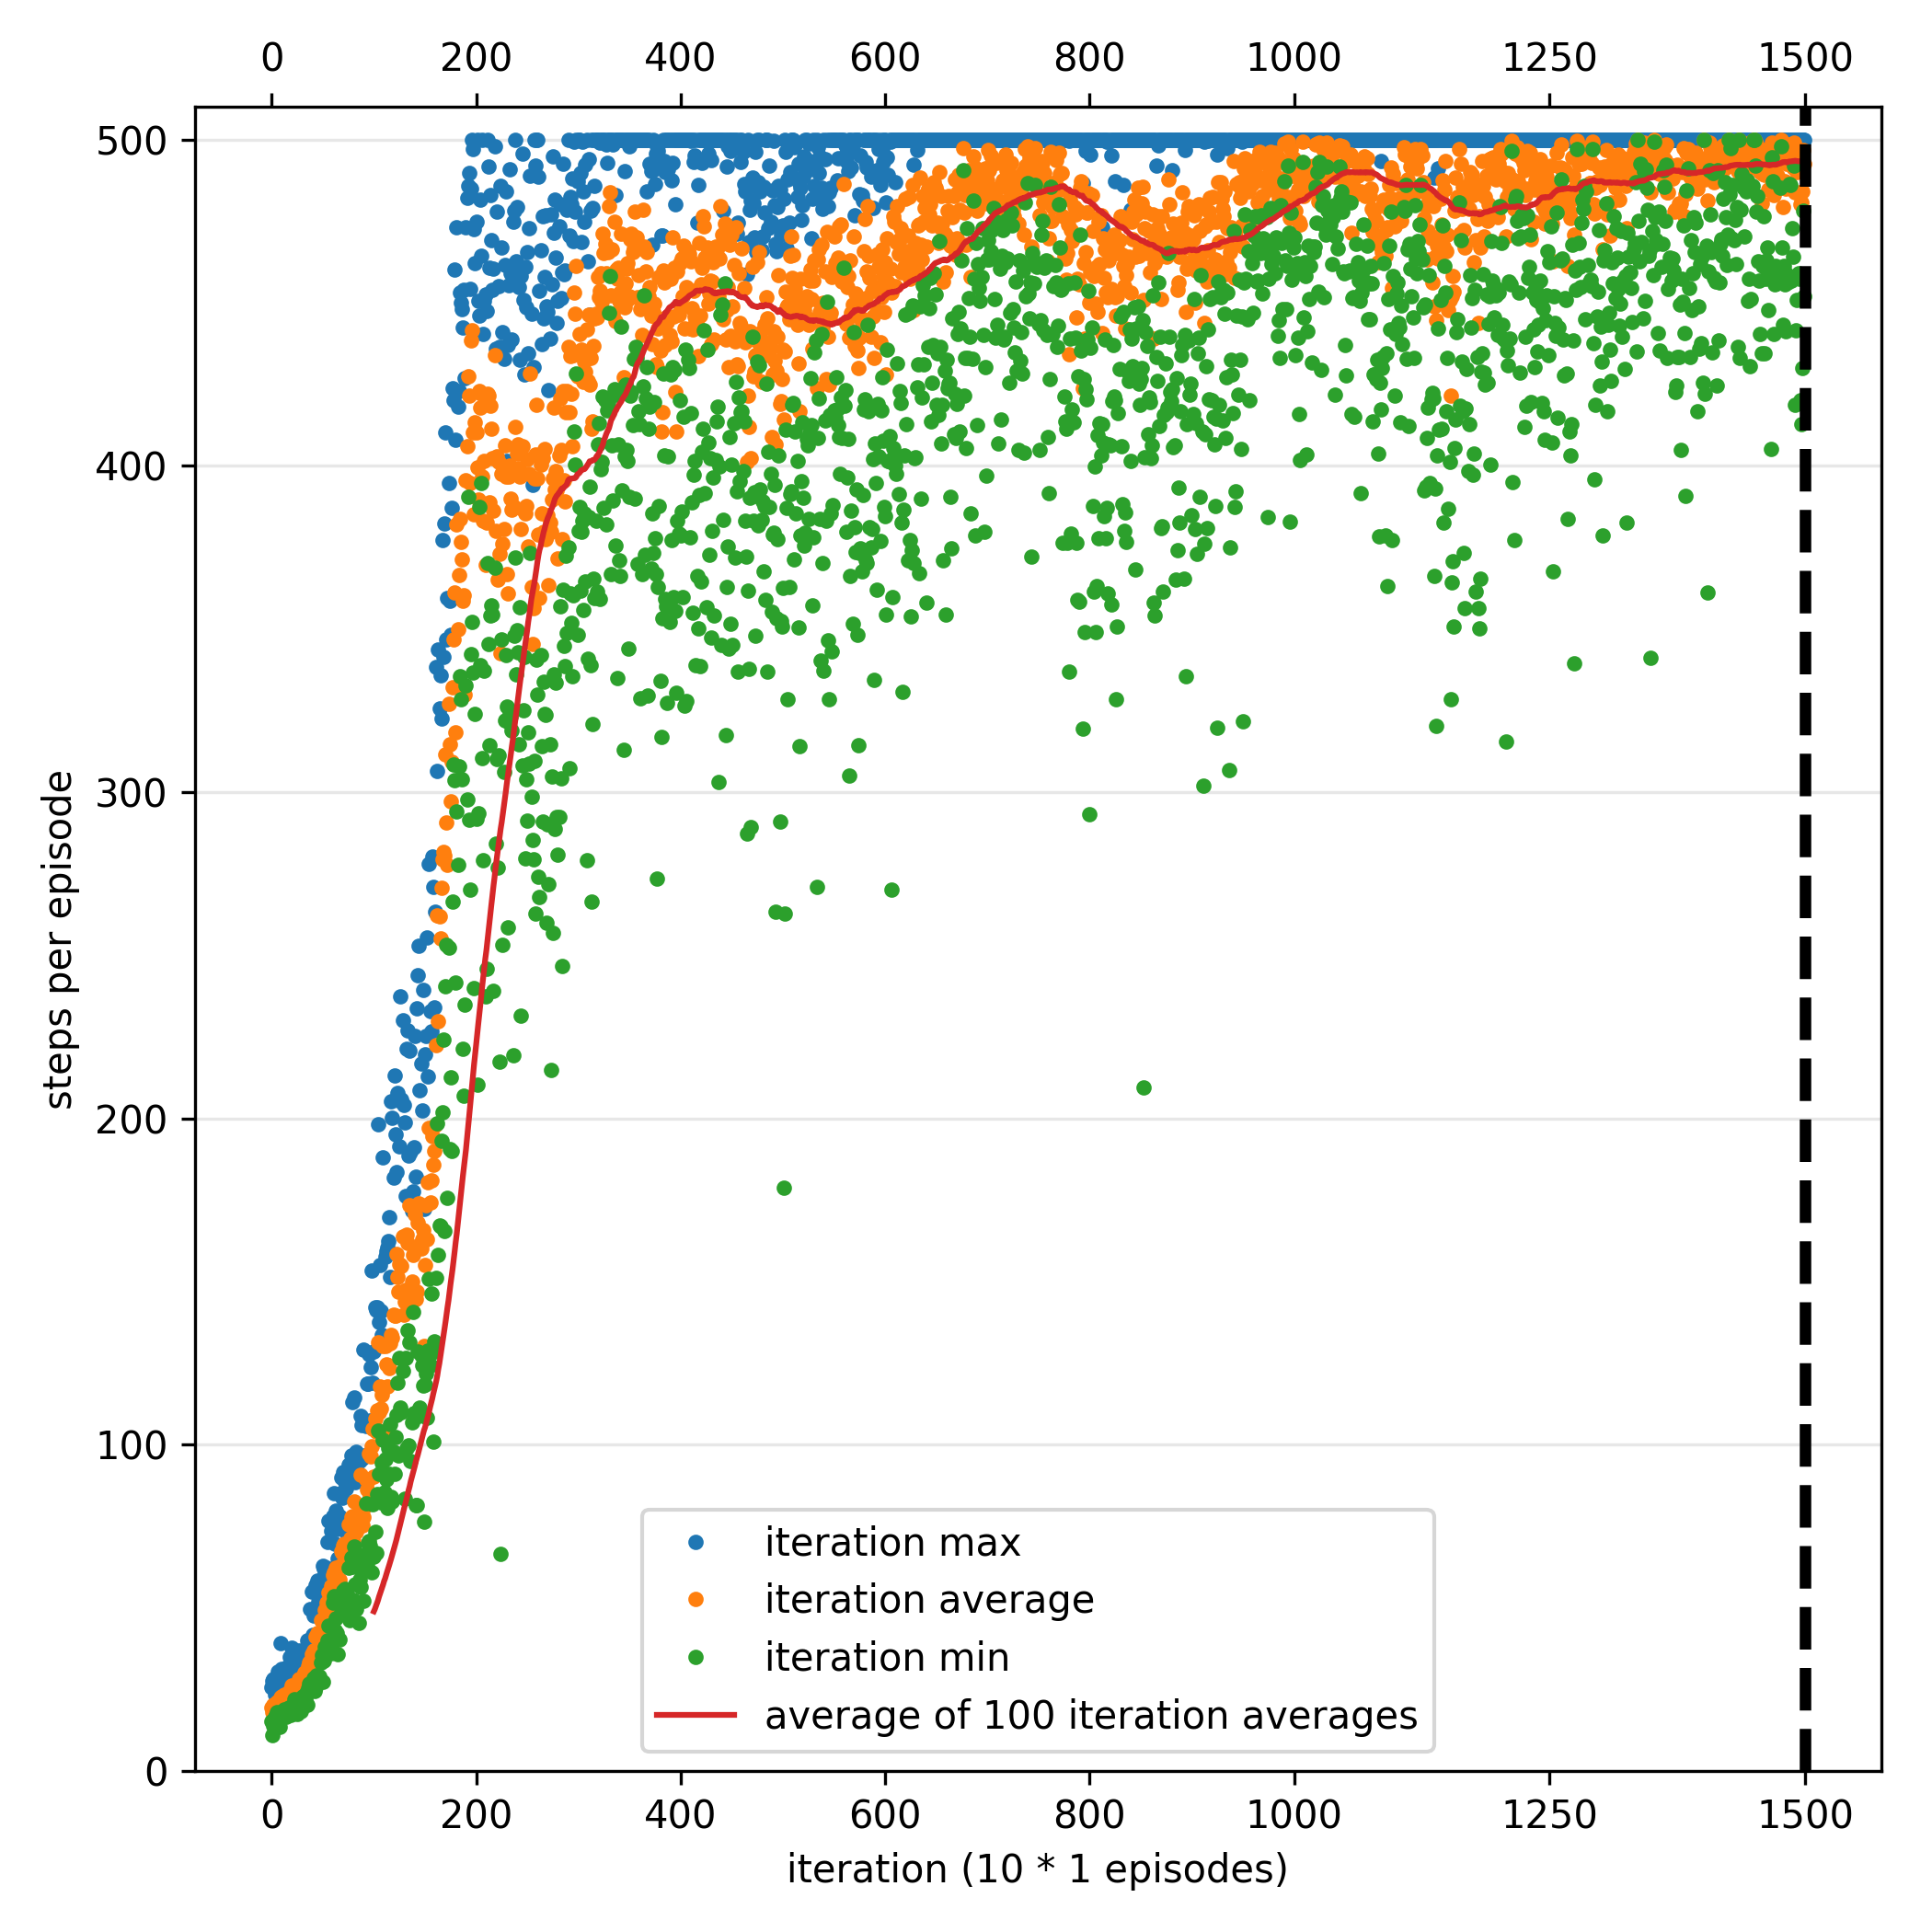 0 200 400 600 800 1000 1250 1500
500
400
300
200
100
0
steps per episode
iteration max
iteration average
iteration min
average of 100 iteration averages
0 200 400 600 800 1000 1250 1500
iteration (10 * 1 episodes)